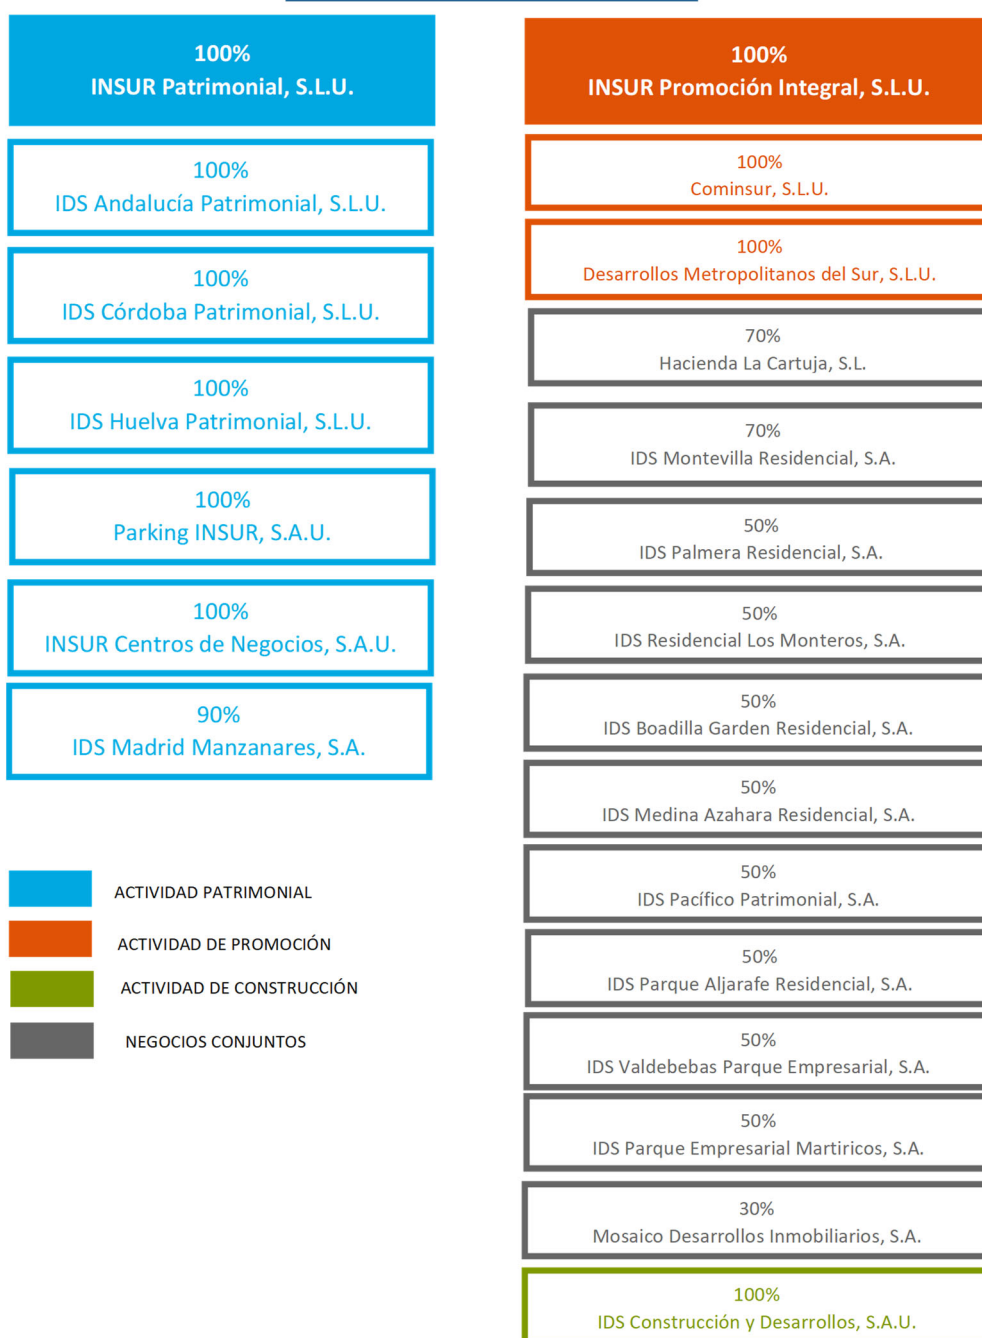 100%
INSUR Patrimonial, S.L.U.
100%
IDS Andalucía Patrimonial, S.L.U.
100%
IDS Córdoba Patrimonial, S.L.U.
100%
IDS Huelva Patrimonial, S.L.U.
100%
Parking INSUR, S.A.U.
100%
INSUR Centros de Negocios, S.A.U.
90%
IDS Madrid Manzanares, S.A.
ACTIVIDAD PATRIMONIAL
ACTIVIDAD DE PROMOCIÓN
ACTIVIDAD DE CONSTRUCCIÓN
NEGOCIOS CONJUNTOS
100%
INSUR Promoción Integral, S.L.U.
100%
Cominsur, S.L.U.
100%
Desarrollos Metropolitanos del Sur, S.L.U.
70%
Hacienda La Cartuja, S.L.
70%
IDS Montevilla Residencial, S.A.
50%
IDS Palmera Residencial, S.A.
50%
IDS Residencial Los Monteros, S.A.
50%
IDS Boadilla Garden Residencial, S.A.
50%
IDS Medina Azahara Residencial, S.A.
50%
IDS Pacífico Patrimonial, S.A.
50%
IDS Parque Aljarafe Residencial, S.A.
50%
IDS Valdebebas Parque Empresarial, S.A.
50%
IDS Parque Empresarial Martiricos, S.A.
30%
Mosaico Desarrollos Inmobiliarios, S.A.
100%
IDS Construcción y Desarrollos, S.A.U.